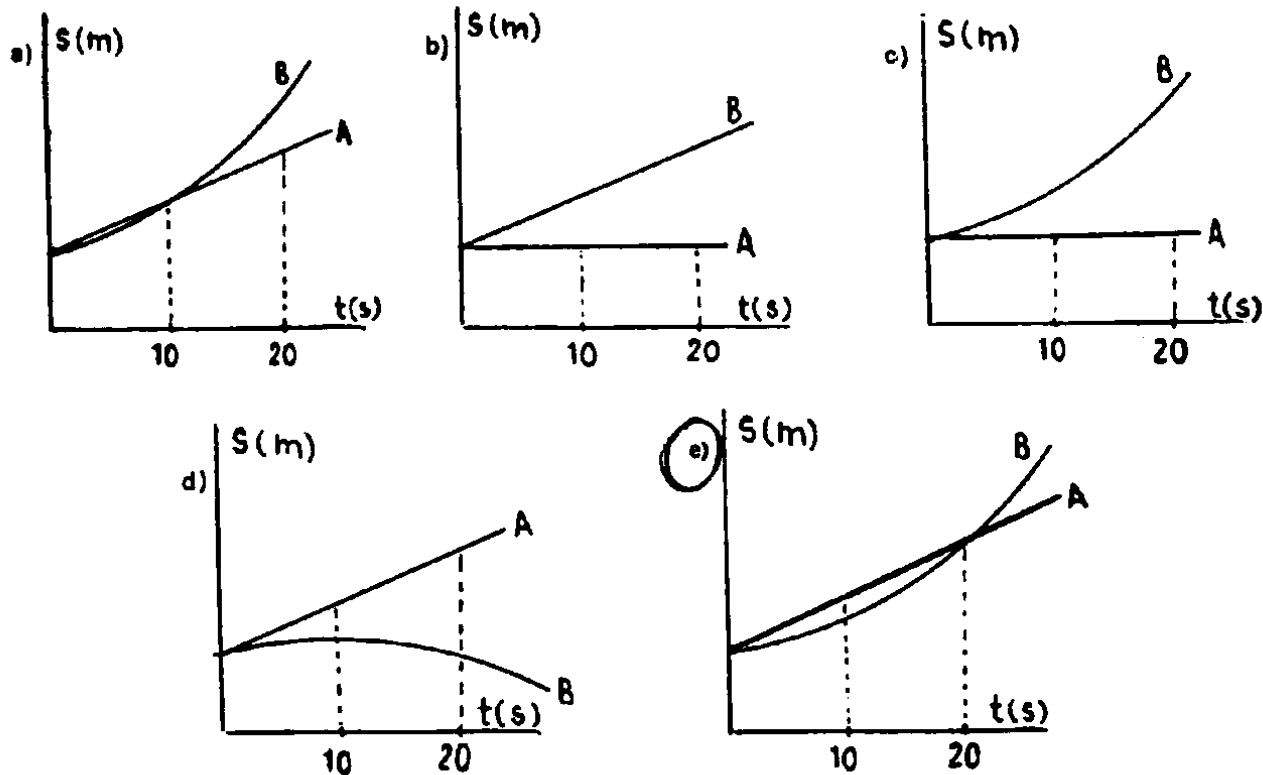 a) S(m) B A t(s) 10 20
b) S(m) B A t(s) 10 20
c) S(m) B A t(s) 10 20
d) S(m) A B t(s) 10 20
e) S(m) B A t(s) 10 20